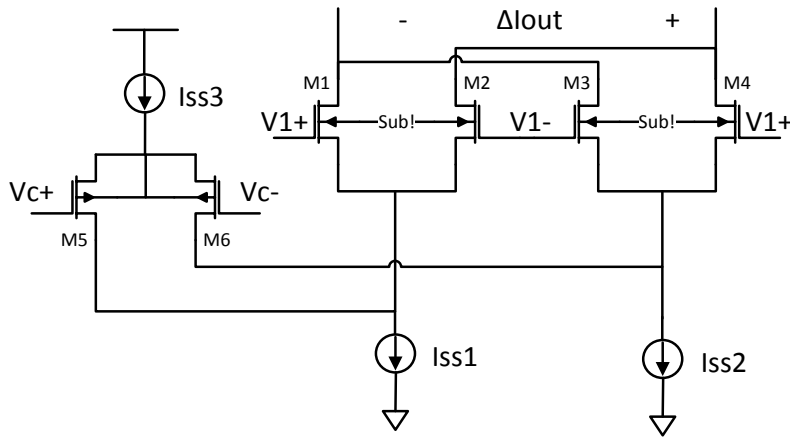 - ΔIout +
M1 M2 M3 M4
Iss3
V1+ Sub! V1- Sub! V1+
Vc+ Vc-
M5 M6
Iss1 Iss2